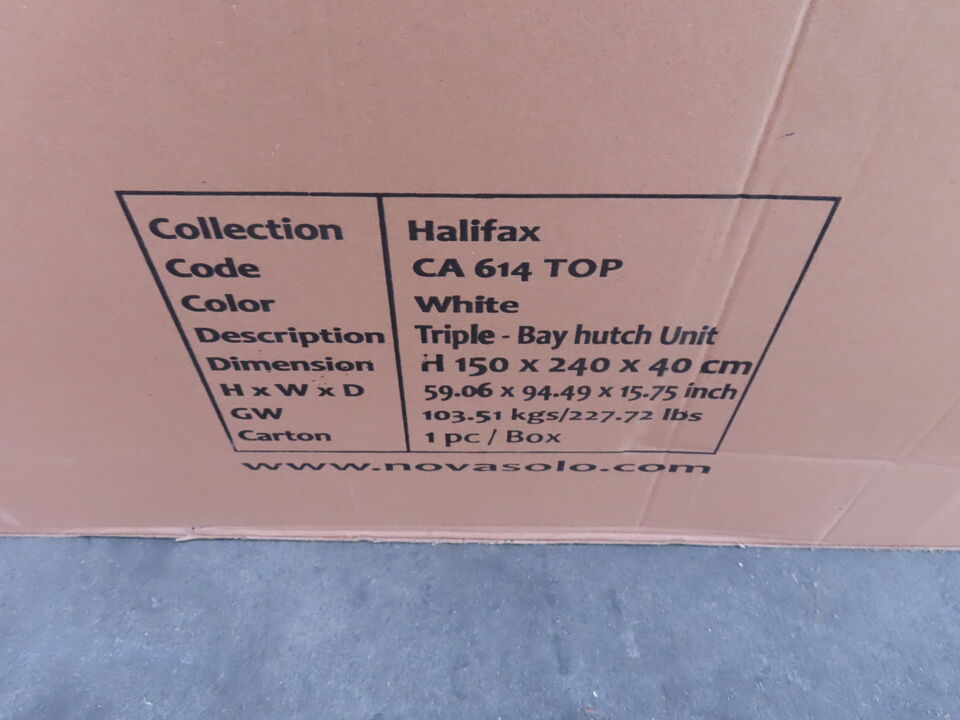 Collection Halifax
Code CA 614 TOP
Color White
Description Triple - Bay hutch Unit
Dimension H 150 x 240 x 40 cm
H x W x D 59.06 x 94.49 x 15.75 inch
GW 103.51 kgs/227.72 lbs
Carton 1 pc / Box
www.novasolo.com